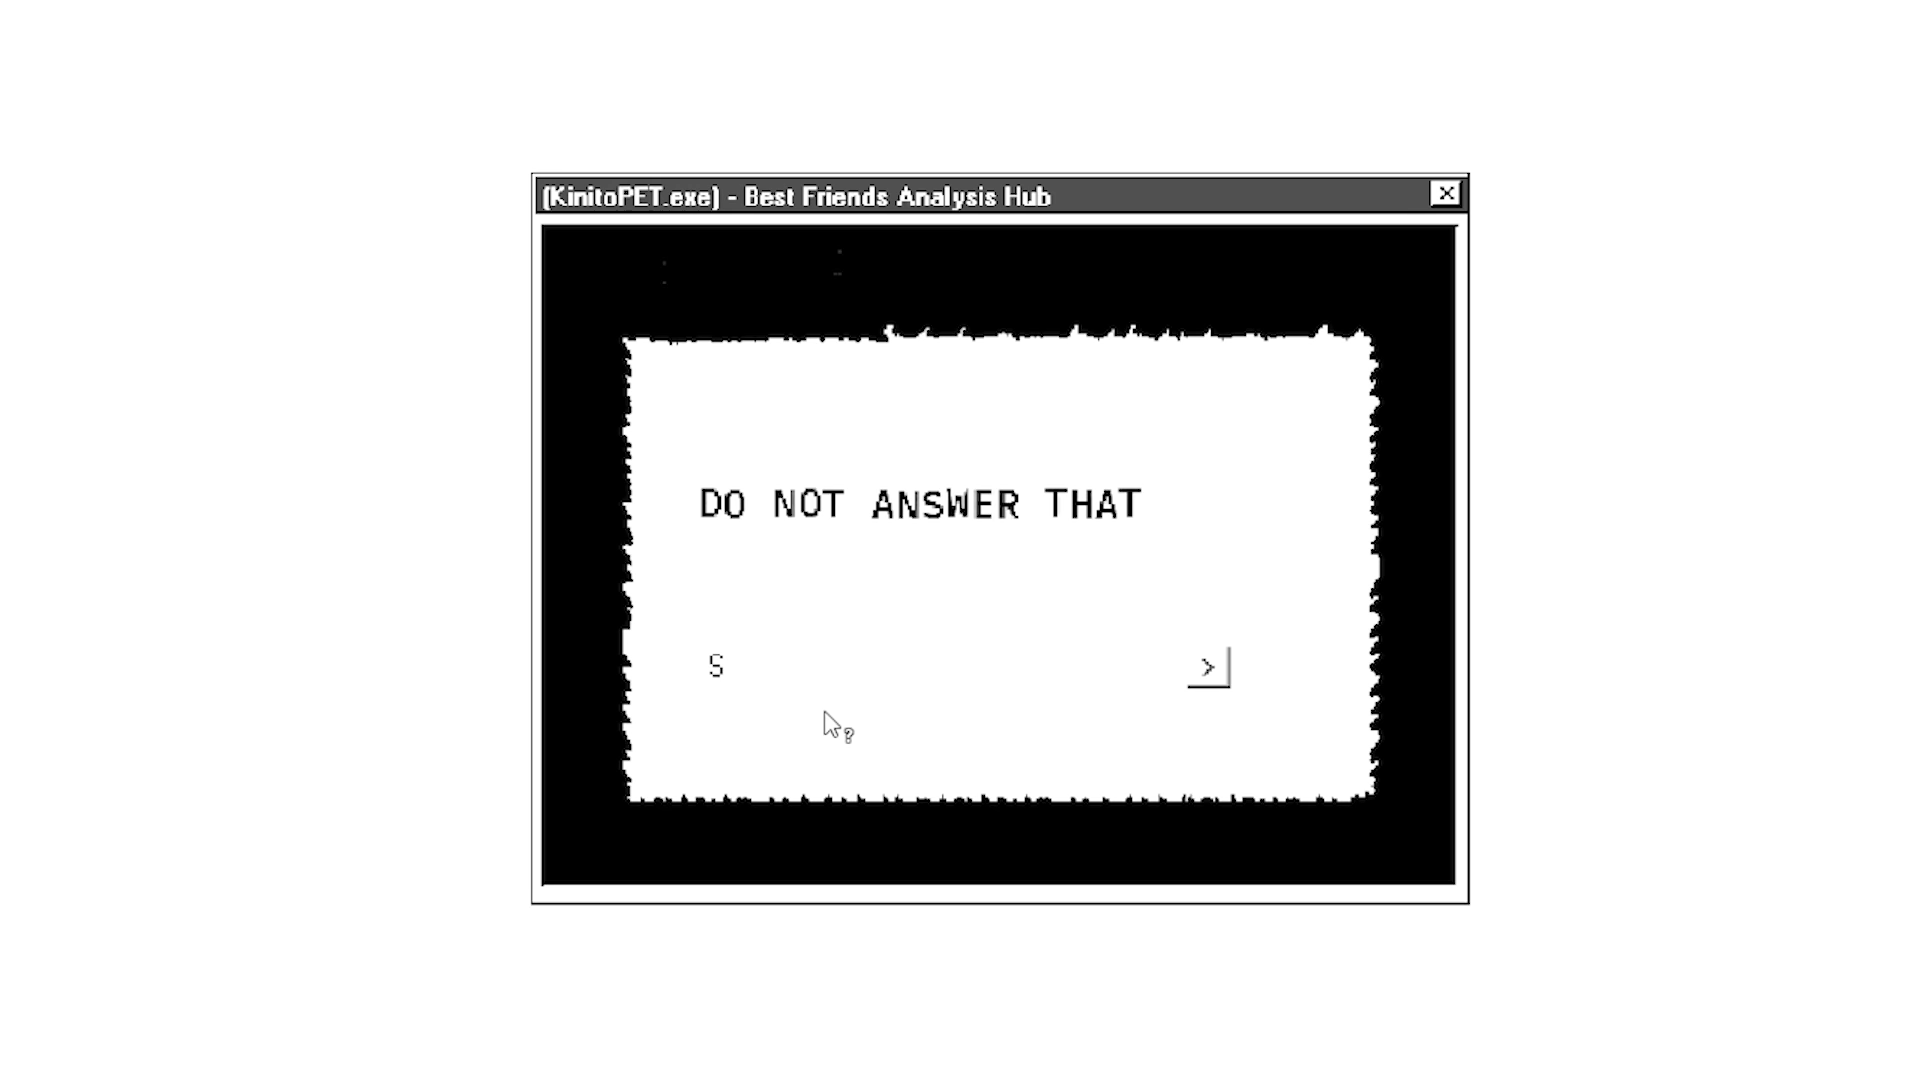 (KinitoPET.exe) - Best Friends Analysis Hub
DO NOT ANSWER THAT
S
>